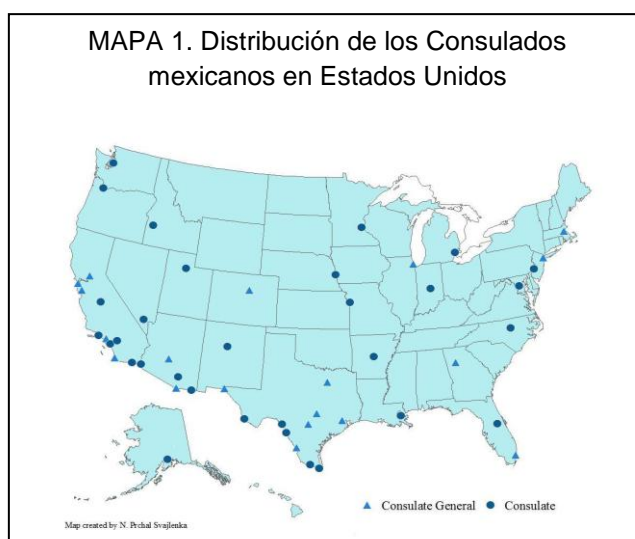 MAPA 1. Distribución de los Consulados
mexicanos en Estados Unidos
Consulate General
Consulate
Map created by N. Prchal Svajlenka